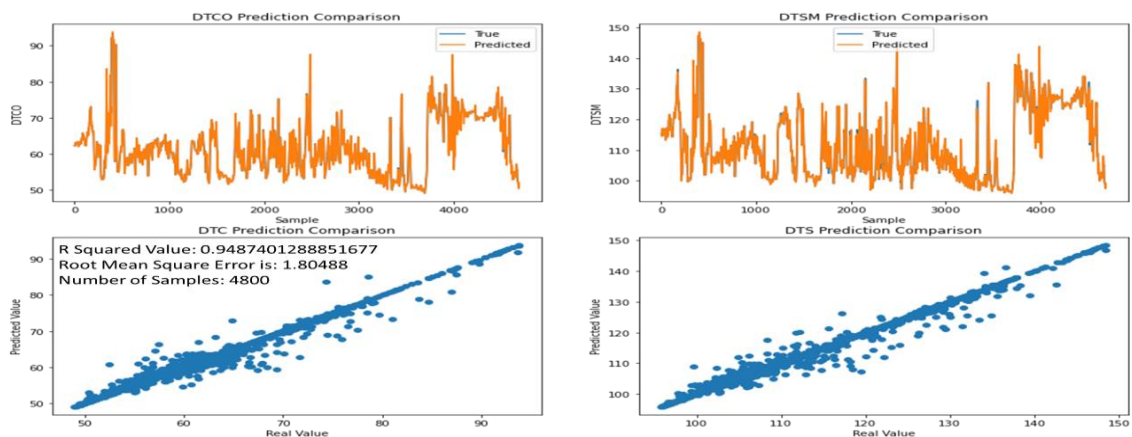 DTCO Prediction Comparison
True
Predicted
DTCO
90
80
70
60
50
0
1000
2000
3000
4000
Sample
DTSM Prediction Comparison
True
Predicted
DTSM
140
130
120
110
100
0
1000
2000
3000
4000
Sample
DTC Prediction Comparison
R Squared Value: 0.9487401288851677
Root Mean Square Error is: 1.80488
Number of Samples: 4800
Predicted Value
90
80
70
60
50
50
60
70
80
90
Real Value
DTS Prediction Comparison
Predicted Value
150
140
130
120
110
100
100
110
120
130
140
150
Real Value